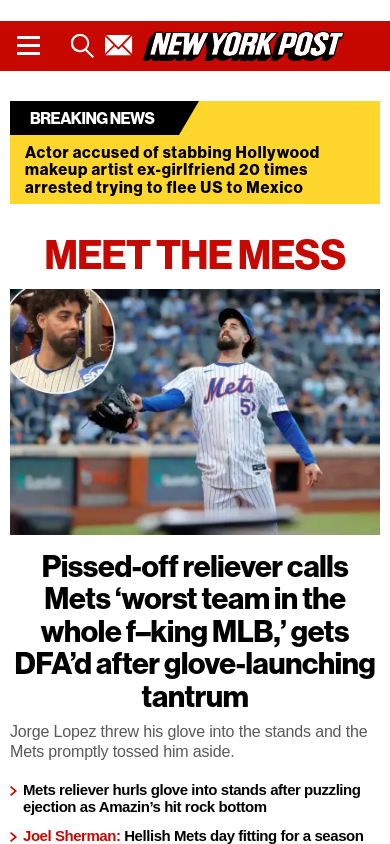 NEW YORK POST
BREAKING NEWS
Actor accused of stabbing Hollywood
makeup artist ex-girlfriend 20 times
arrested trying to flee US to Mexico
MEET THE MESS
Mets
5
Pissed-off reliever calls
Mets ‘worst team in the
whole f–king MLB,’ gets
DFA’d after glove-launching
tantrum
Jorge Lopez threw his glove into the stands and the
Mets promptly tossed him aside.
Mets reliever hurls glove into stands after puzzling
ejection as Amazin’s hit rock bottom
Joel Sherman: Hellish Mets day fitting for a season